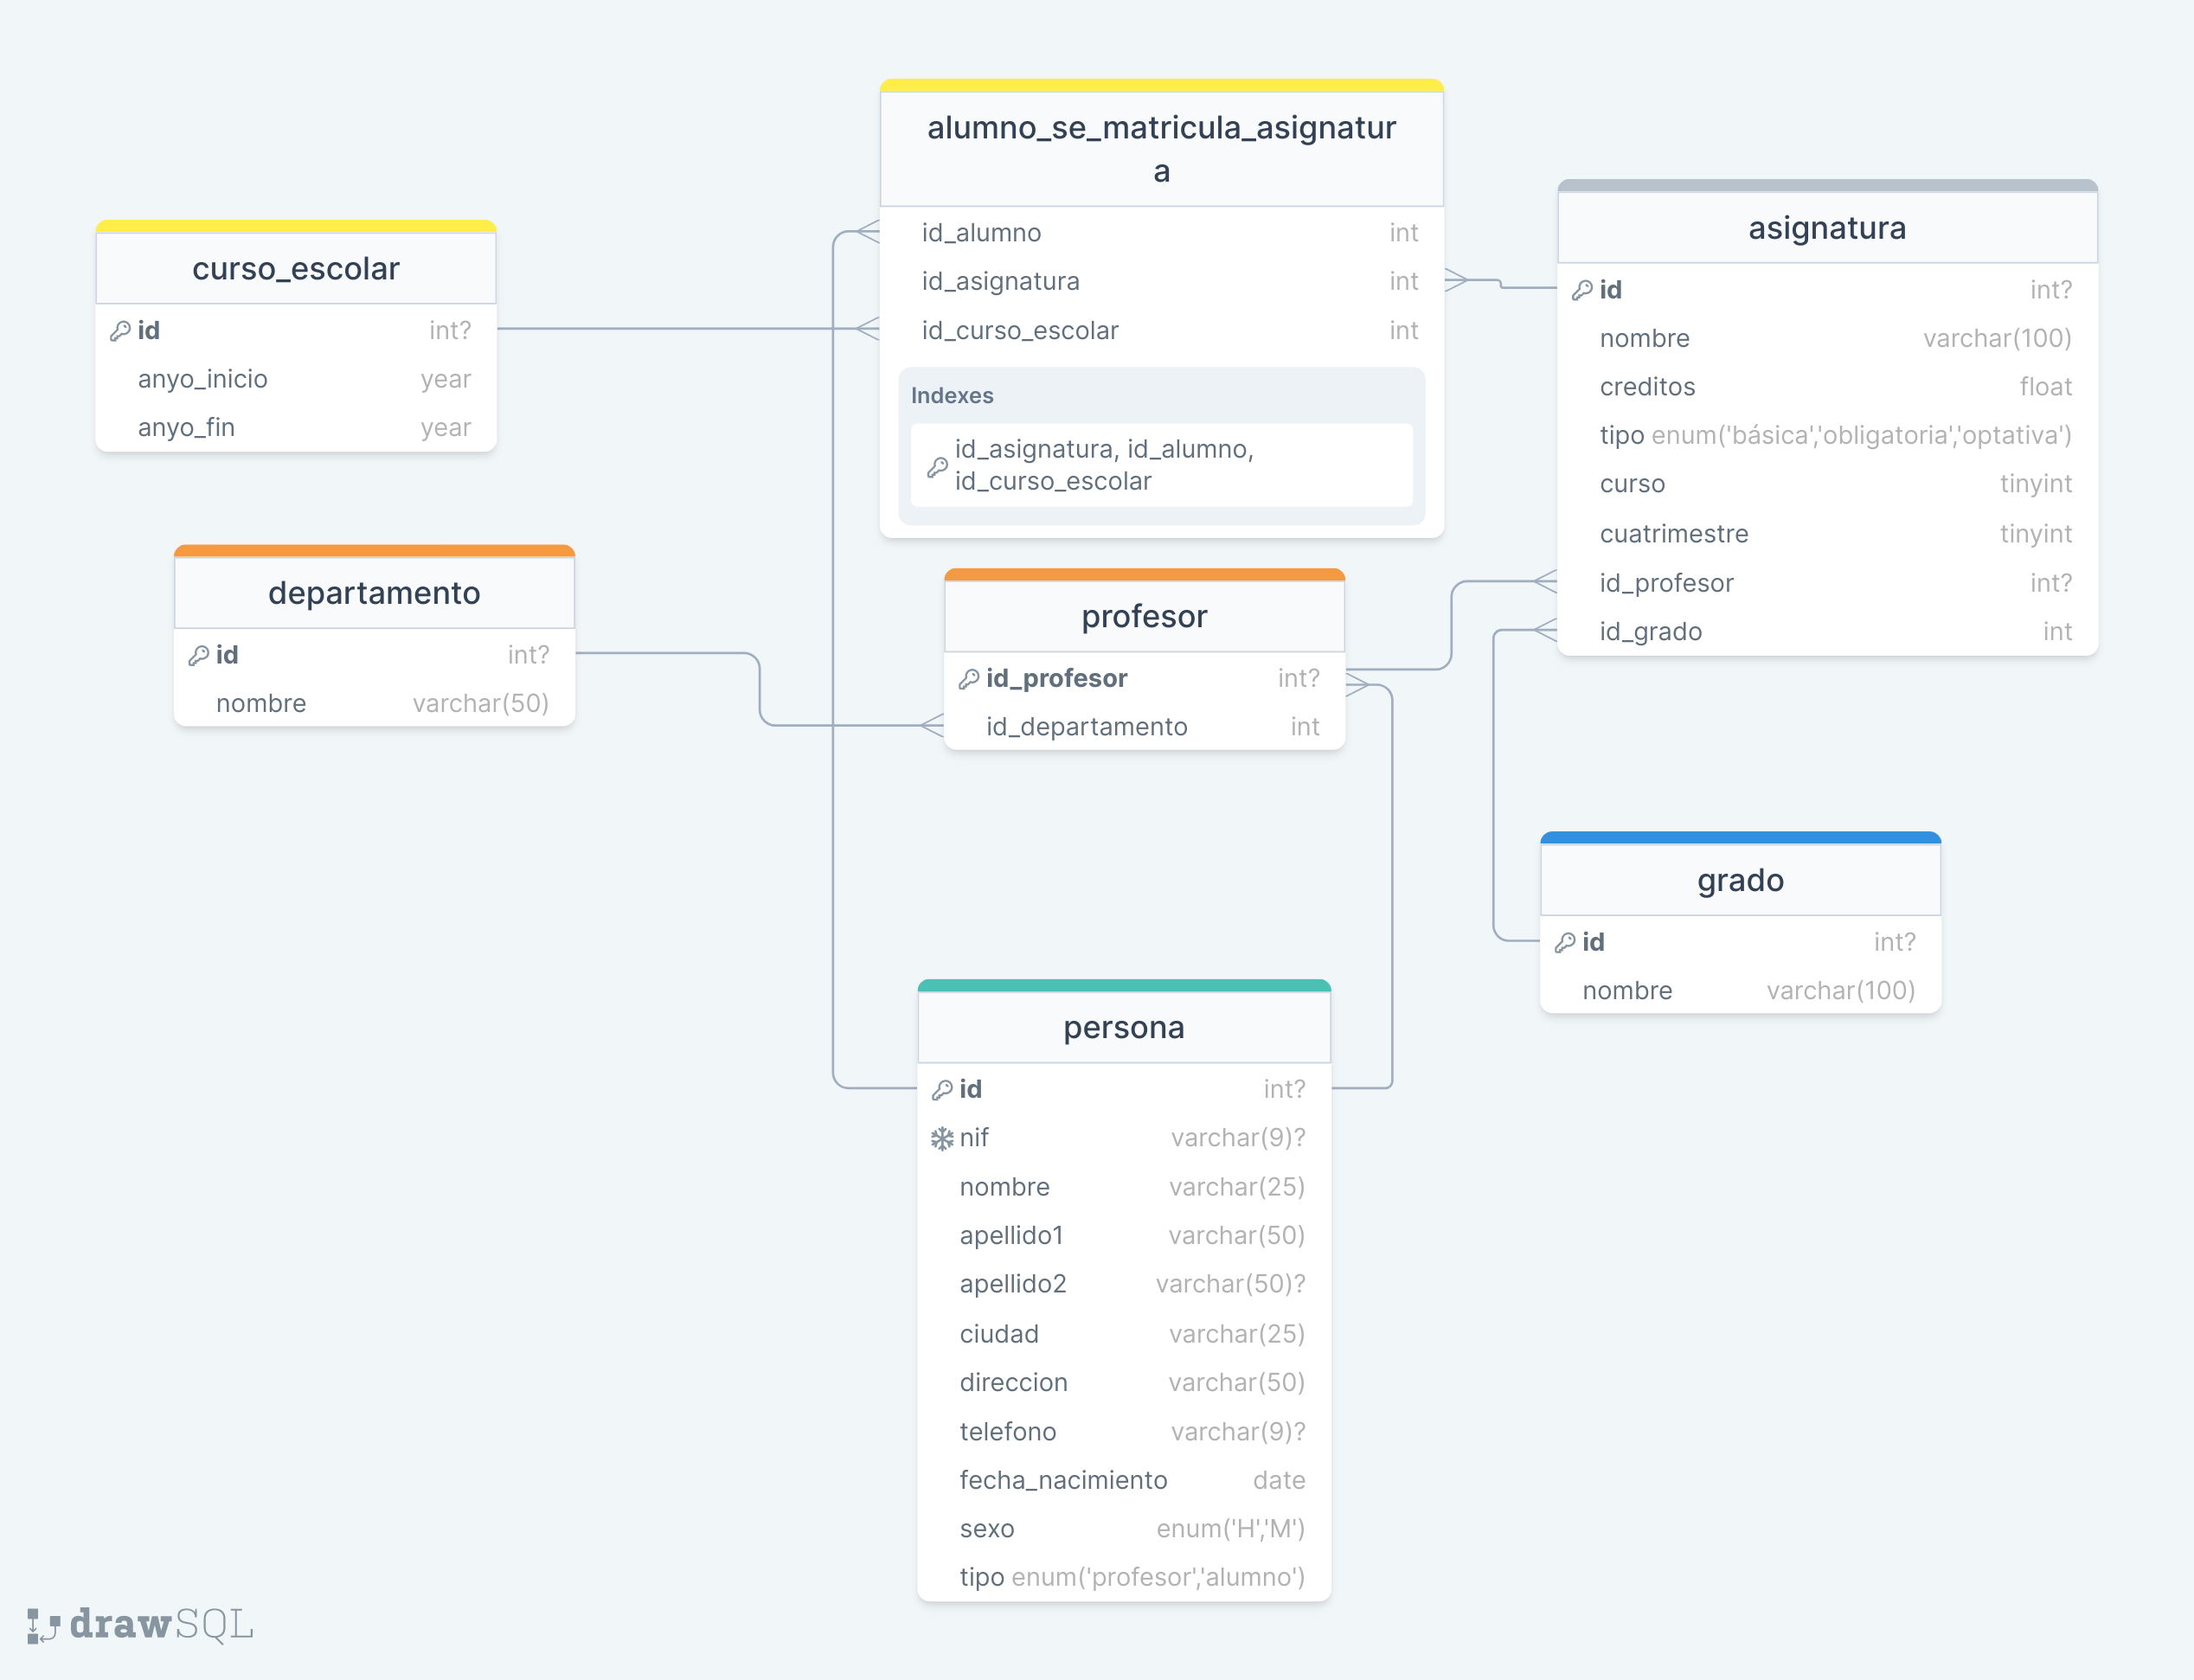 alumno_se_matricula_asignatur
a
id_alumno int
id_asignatura int
id_curso_escolar int
Indexes
id_asignatura, id_alumno,
id_curso_escolar
asignatura
id int?
nombre varchar(100)
creditos float
tipo enum('básica','obligatoria','optativa')
curso tinyint
cuatrimestre tinyint
id_profesor int?
id_grado int
curso_escolar
id int?
anyo_inicio year
anyo_fin year
departamento
id int?
nombre varchar(50)
profesor
id_profesor int?
id_departamento int
grado
id int?
nombre varchar(100)
persona
id int?
nif varchar(9)?
nombre varchar(25)
apellido1 varchar(50)
apellido2 varchar(50)?
ciudad varchar(25)
direccion varchar(50)
telefono varchar(9)?
fecha_nacimiento date
sexo enum('H','M')
tipo enum('profesor','alumno')
drawSQL